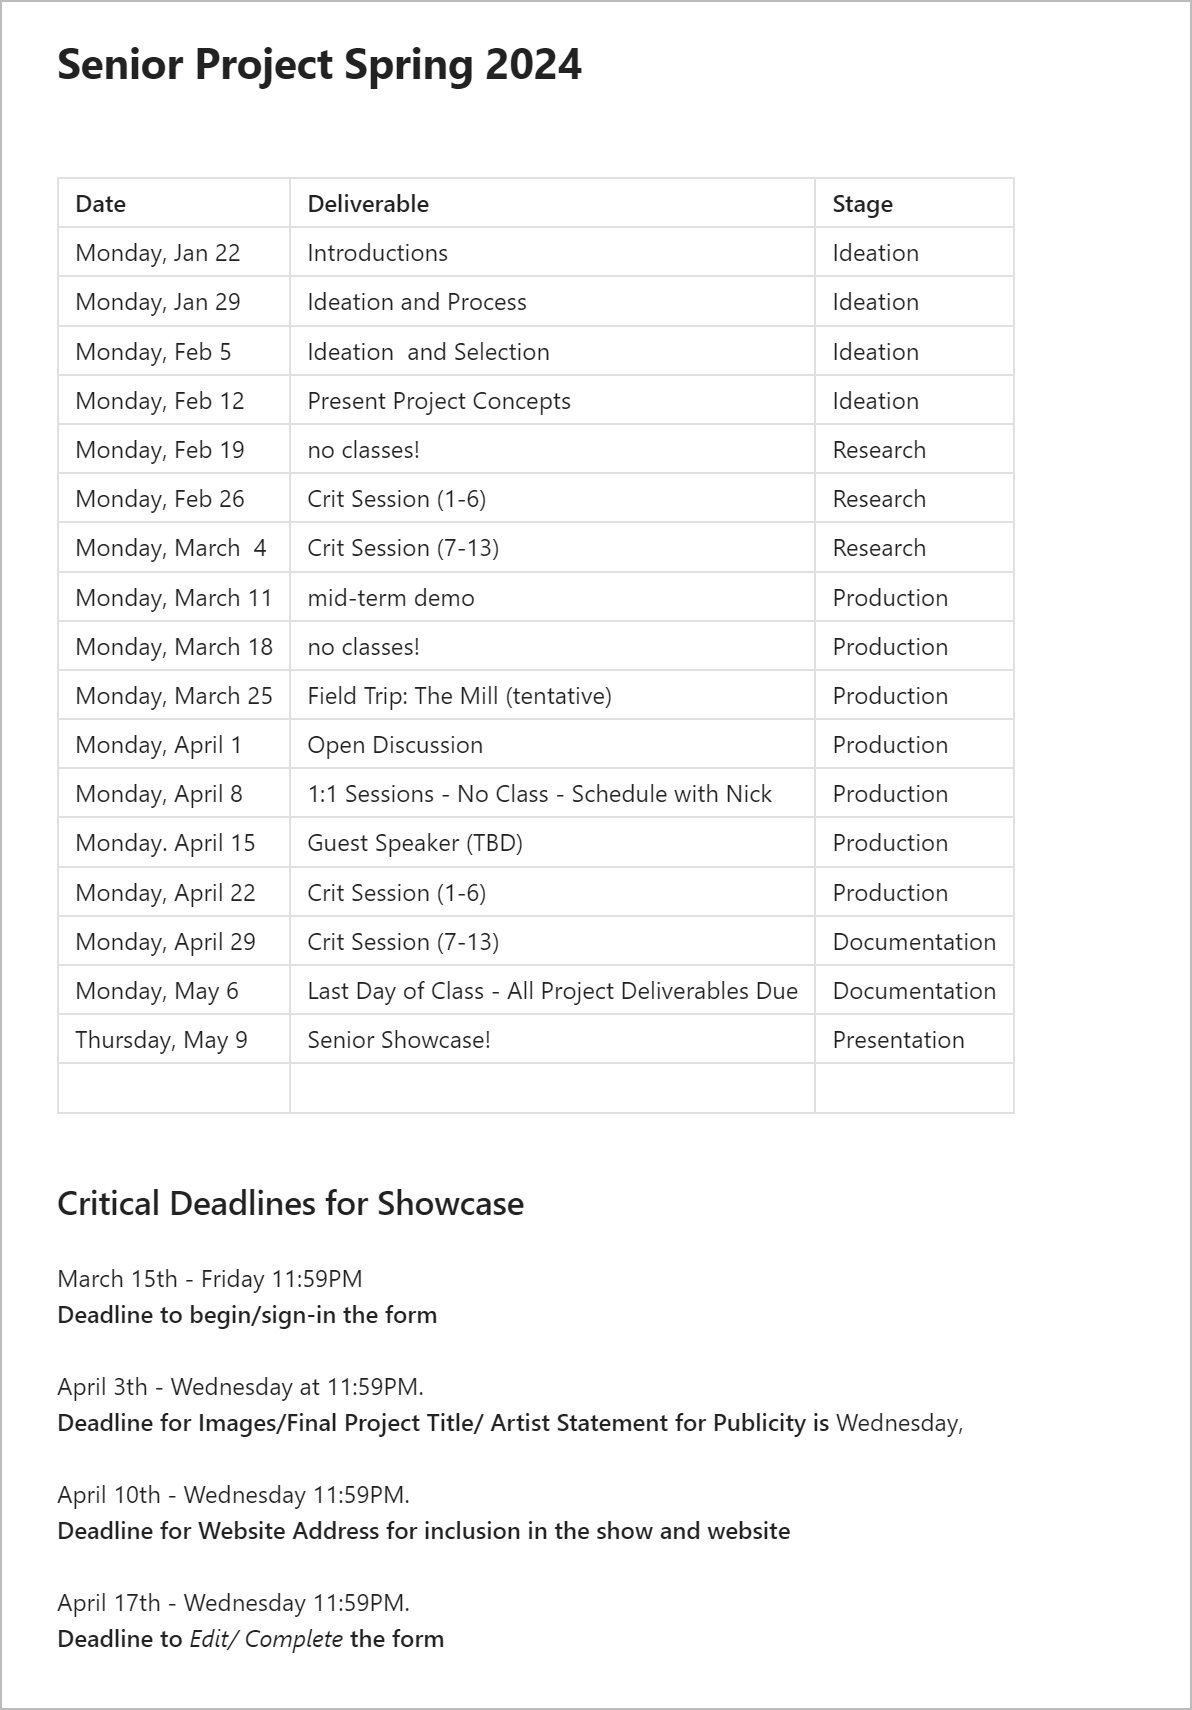 Senior Project Spring 2024
Date Deliverable Stage
Monday, Jan 22 Introductions Ideation
Monday, Jan 29 Ideation and Process Ideation
Monday, Feb 5 Ideation  and Selection Ideation
Monday, Feb 12 Present Project Concepts Ideation
Monday, Feb 19 no classes! Research
Monday, Feb 26 Crit Session (1-6) Research
Monday, March  4 Crit Session (7-13) Research
Monday, March 11 mid-term demo Production
Monday, March 18 no classes! Production
Monday, March 25 Field Trip: The Mill (tentative) Production
Monday, April 1 Open Discussion Production
Monday, April 8 1:1 Sessions - No Class - Schedule with Nick Production
Monday. April 15 Guest Speaker (TBD) Production
Monday, April 22 Crit Session (1-6) Production
Monday, April 29 Crit Session (7-13) Documentation
Monday, May 6 Last Day of Class - All Project Deliverables Due Documentation
Thursday, May 9 Senior Showcase! Presentation
Critical Deadlines for Showcase
March 15th - Friday 11:59PM
Deadline to begin/sign-in the form
April 3th - Wednesday at 11:59PM.
Deadline for Images/Final Project Title/ Artist Statement for Publicity is Wednesday,
April 10th - Wednesday 11:59PM.
Deadline for Website Address for inclusion in the show and website
April 17th - Wednesday 11:59PM.
Deadline to Edit/ Complete the form